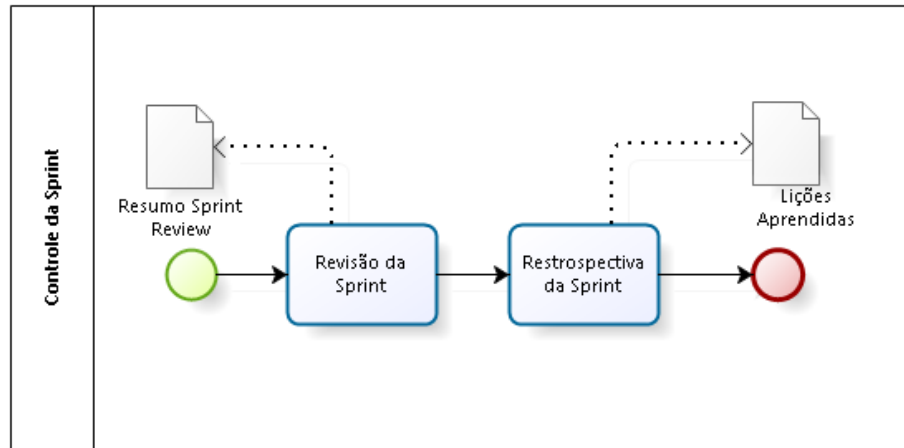 Controle da Sprint
Resumo Sprint
Review
Revisão da
Sprint
Restrospectiva
da Sprint
Lições
Aprendidas